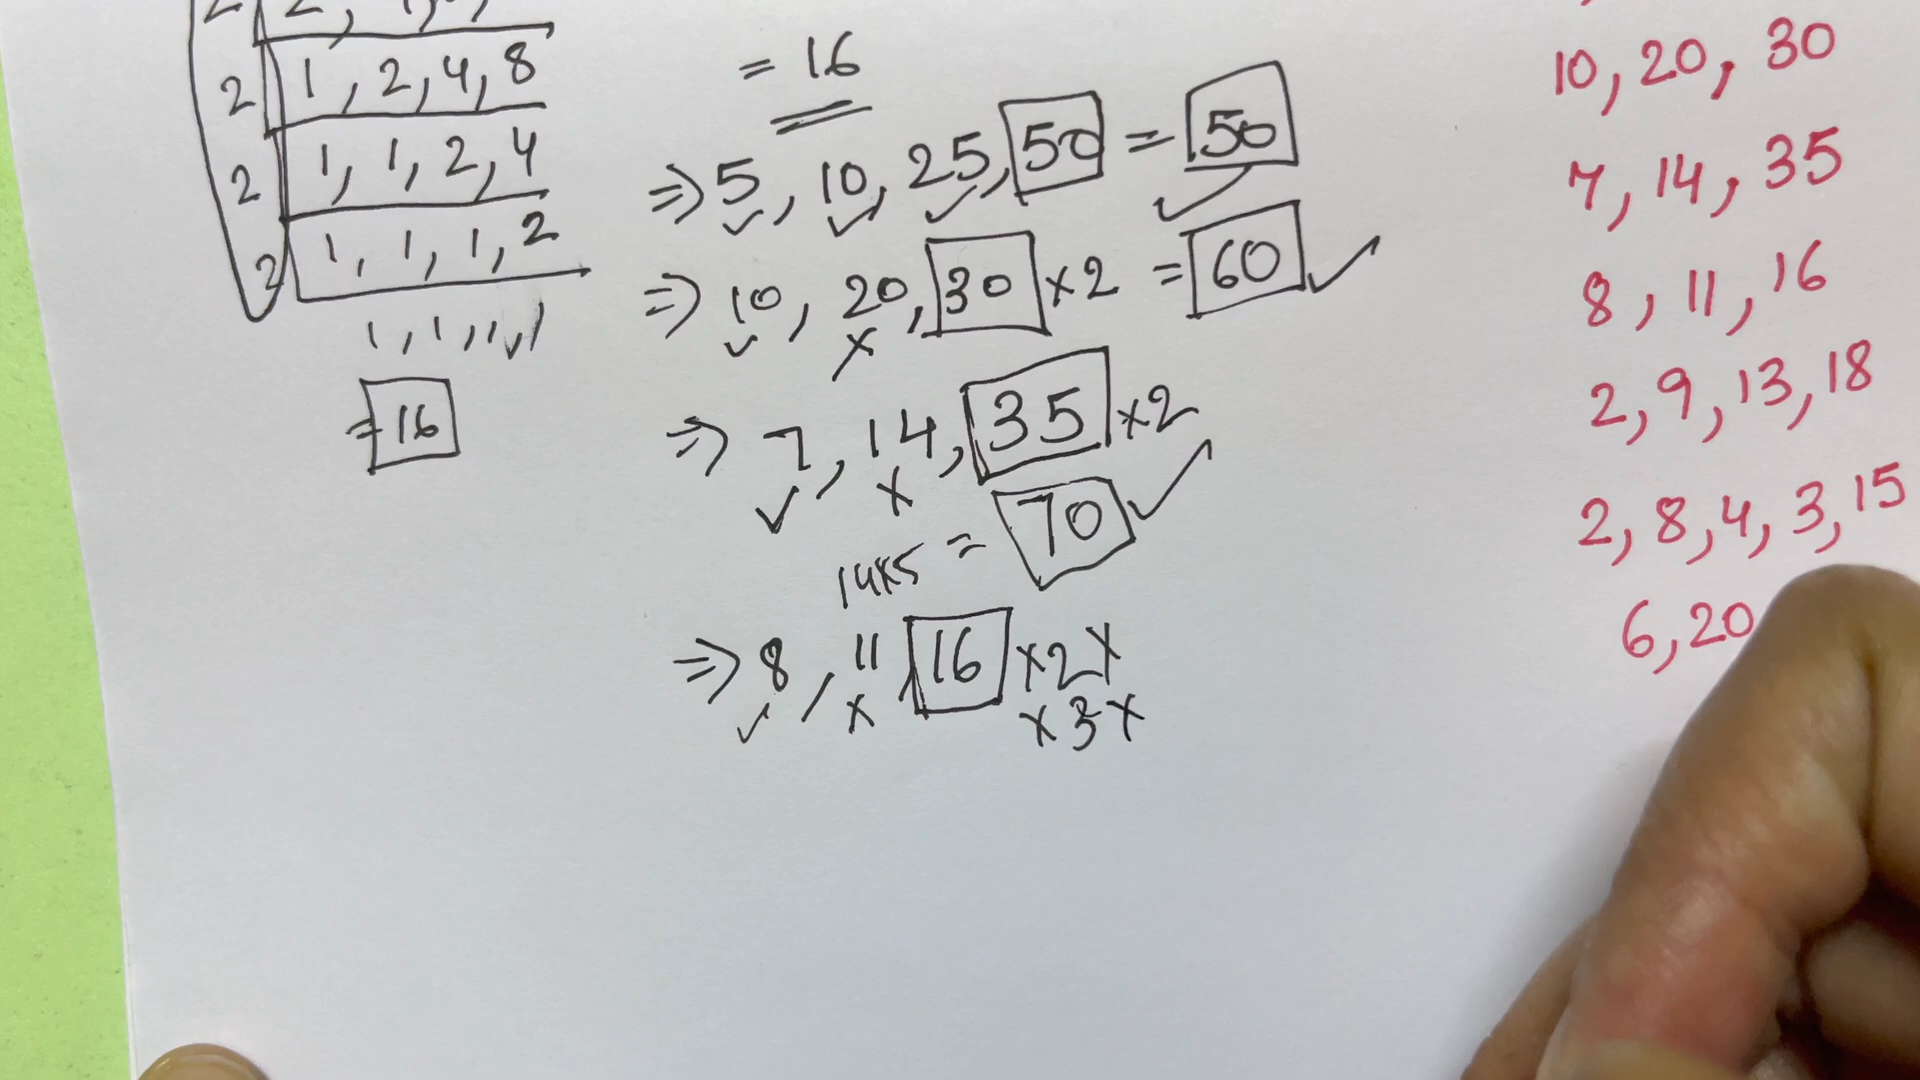 2 1, 2, 4, 8
2 1, 1, 2, 4
2 1, 1, 1, 2
1, 1, 1, 1
= 16
= 16
⇒ 5, 10, 25, 50 = 50 ✓
✓ ✓ ✓
⇒ 10, 20, 30 ×2 = 60 ✓
✓ ×
⇒ 7, 14, 35 ×2
✓ ×
14×5 = 70 ✓
⇒ 8, 11, 16 ×2 ×
✓ × ×3 ×
10, 20, 30
7, 14, 35
8, 11, 16
2, 9, 13, 18
2, 8, 4, 3, 15
6, 20